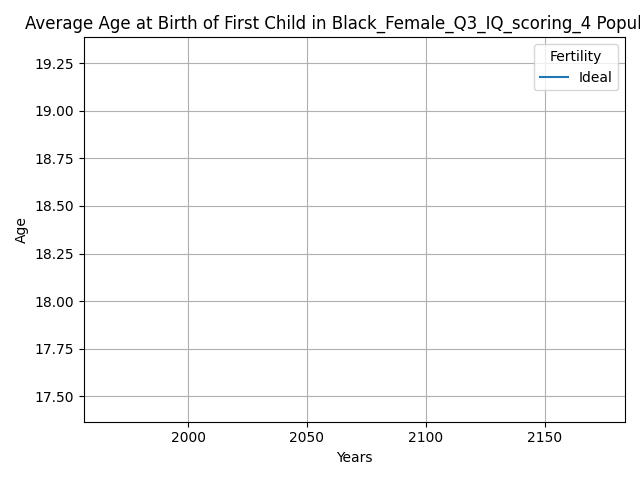 Average Age at Birth of First Child in Black_Female_Q3_IQ_scoring_4
Fertility
Ideal
19.25
19.00
18.75
18.50
18.25
18.00
17.75
17.50
Age
2000
2050
2100
2150
Years